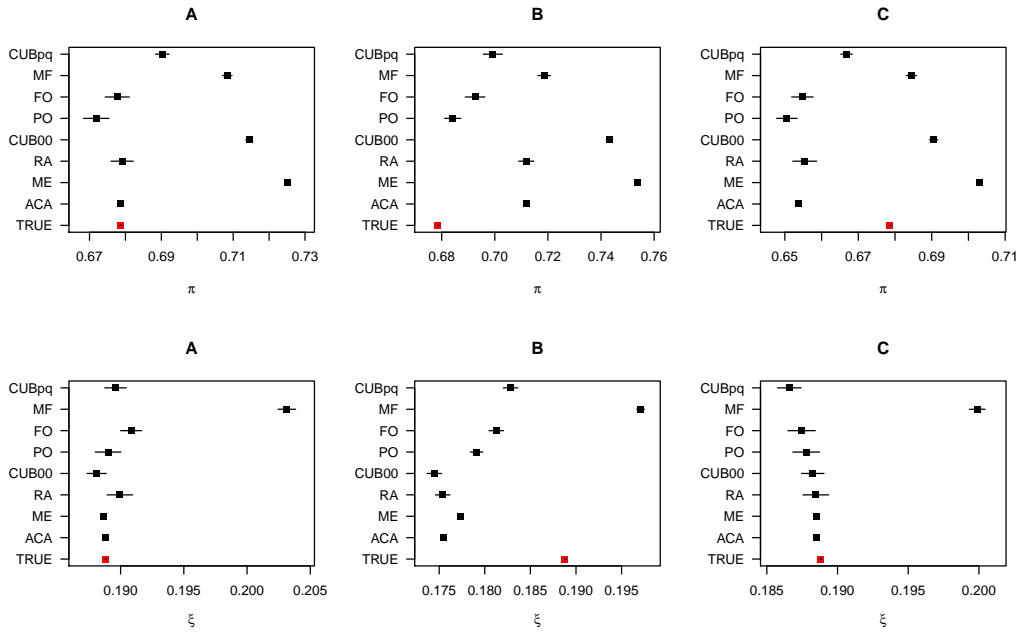 A B C
CUBpq CUBpq CUBpq
MF MF MF
FO FO FO
PO PO PO
CUB00 CUB00 CUB00
RA RA RA
ME ME ME
ACA ACA ACA
TRUE TRUE TRUE
0.67 0.69 0.71 0.73 0.68 0.70 0.72 0.74 0.76 0.65 0.67 0.69 0.71
π π π
A B C
CUBpq CUBpq CUBpq
MF MF MF
FO FO FO
PO PO PO
CUB00 CUB00 CUB00
RA RA RA
ME ME ME
ACA ACA ACA
TRUE TRUE TRUE
0.190 0.195 0.200 0.205 0.175 0.180 0.185 0.190 0.195 0.185 0.190 0.195 0.200
ξ ξ ξ